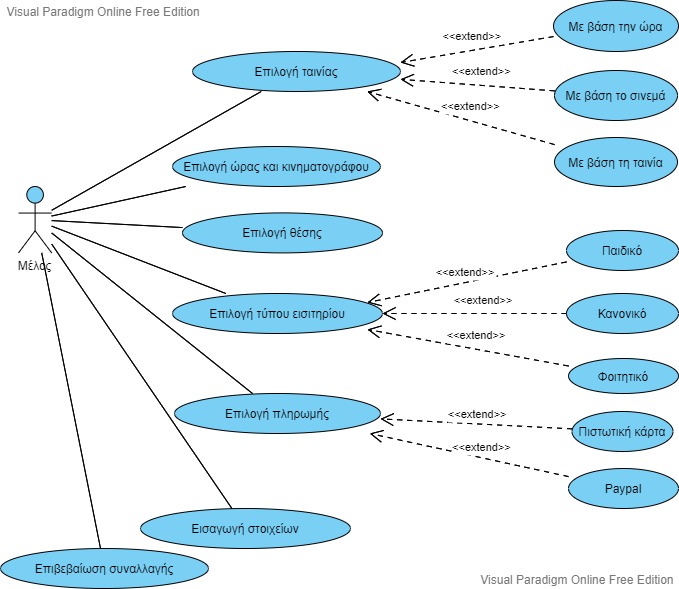 Visual Paradigm Online Free Edition
Με βάση την ώρα
<<extend>>
Επιλογή ταινίας
<<extend>>
Με βάση το σινεμά
<<extend>>
Με βάση τη ταινία
Επιλογή ώρας και κινηματογράφου
Επιλογή θέσης
Μέλος
Παιδικό
<<extend>>
Επιλογή τύπου εισιτηρίου
<<extend>>
Κανονικό
<<extend>>
Φοιτητικό
Επιλογή πληρωμής
<<extend>>
Πιστωτική κάρτα
<<extend>>
Paypal
Εισαγωγή στοιχείων
Επιβεβαίωση συναλλαγής
Visual Paradigm Online Free Edition